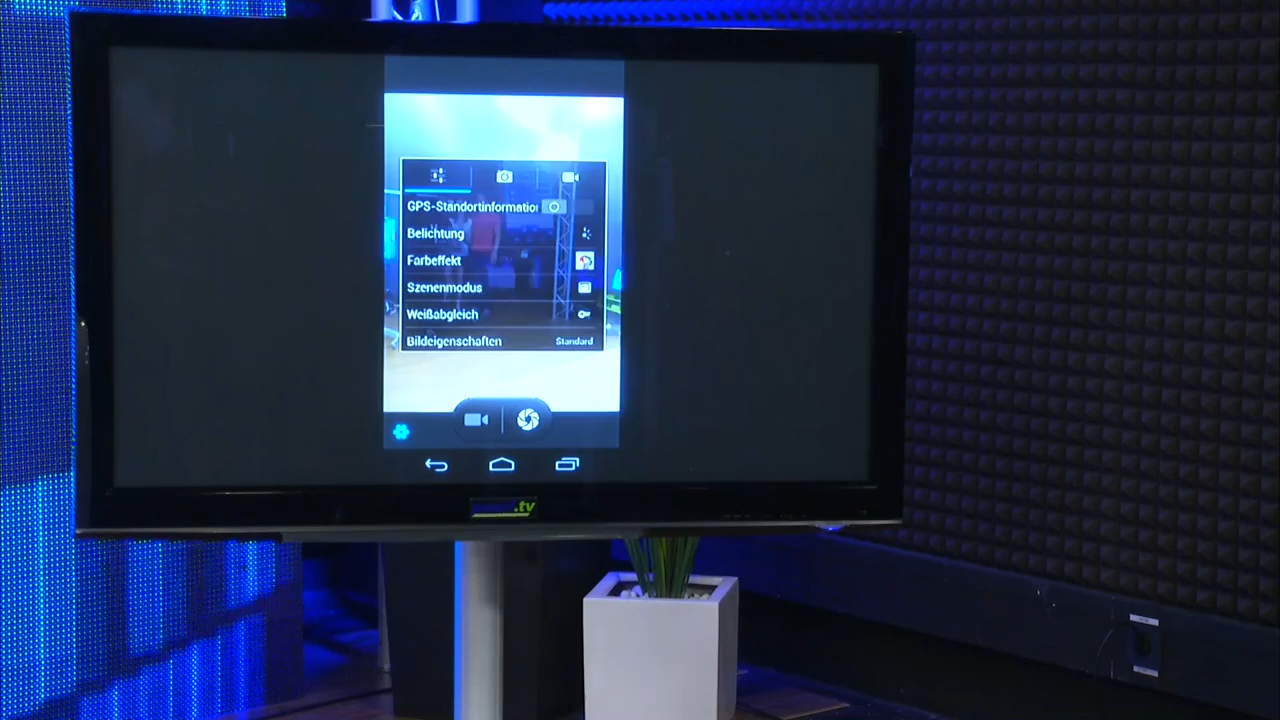 GPS-Standortinformation
Belichtung
Farbeffekt
Szenenmodus
Weißabgleich
Bildeigenschaften Standard
.tv